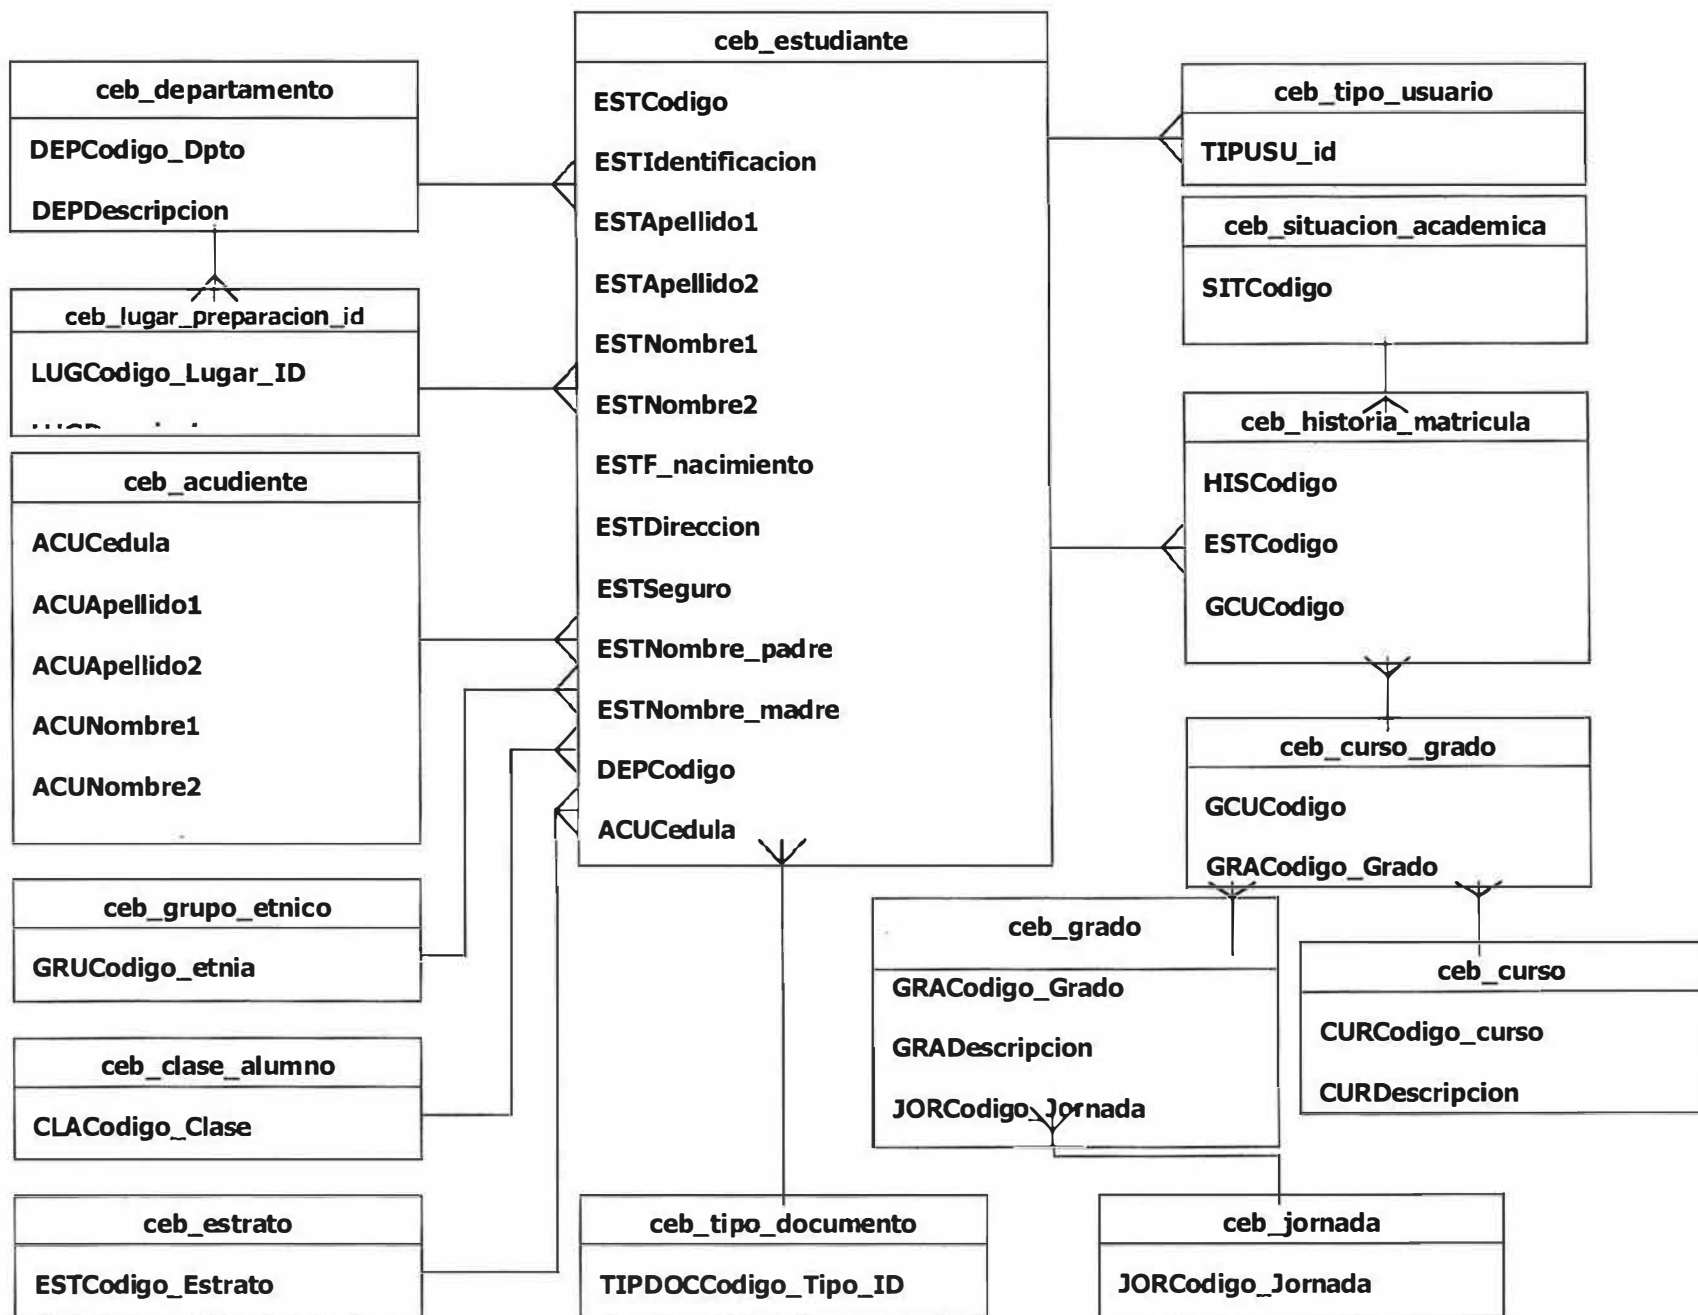 ceb_departamento
DEPCodigo_Dpto
DEPDescripcion
ceb_lugar_preparacion_id
LUGCodigo_Lugar_ID
ceb_acudiente
ACUCedula
ACUApellido1
ACUApellido2
ACUNombre1
ACUNombre2
ceb_grupo_etnico
GRUCodigo_etnia
ceb_clase_alumno
CLACodigo_Clase
ceb_estrato
ESTCodigo_Estrato
ceb_estudiante
ESTCodigo
ESTIdentificacion
ESTApellido1
ESTApellido2
ESTNombre1
ESTNombre2
ESTF_nacimiento
ESTDireccion
ESTSeguro
ESTNombre_padre
ESTNombre_madre
DEPCodigo
ACUCedula
ceb_tipo_documento
TIPDOCCodigo_Tipo_ID
ceb_tipo_usuario
TIPUSU_id
ceb_situacion_academica
SITCodigo
ceb_historia_matricula
HISCodigo
ESTCodigo
GCUCodigo
ceb_curso_grado
GCUCodigo
GRACodigo_Grado
ceb_grado
GRACodigo_Grado
GRADescripcion
JORCodigo_Jornada
ceb_curso
CURCodigo_curso
CURDescripcion
ceb_jornada
JORCodigo_Jornada